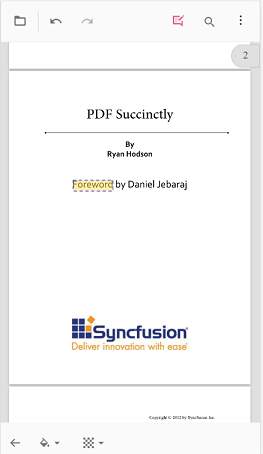 2
PDF Succinctly
By
Ryan Hodson
Foreword by Daniel Jebaraj
Syncfusion
Deliver innovation with ease
Copyright © 2012 by Syncfusion Inc.